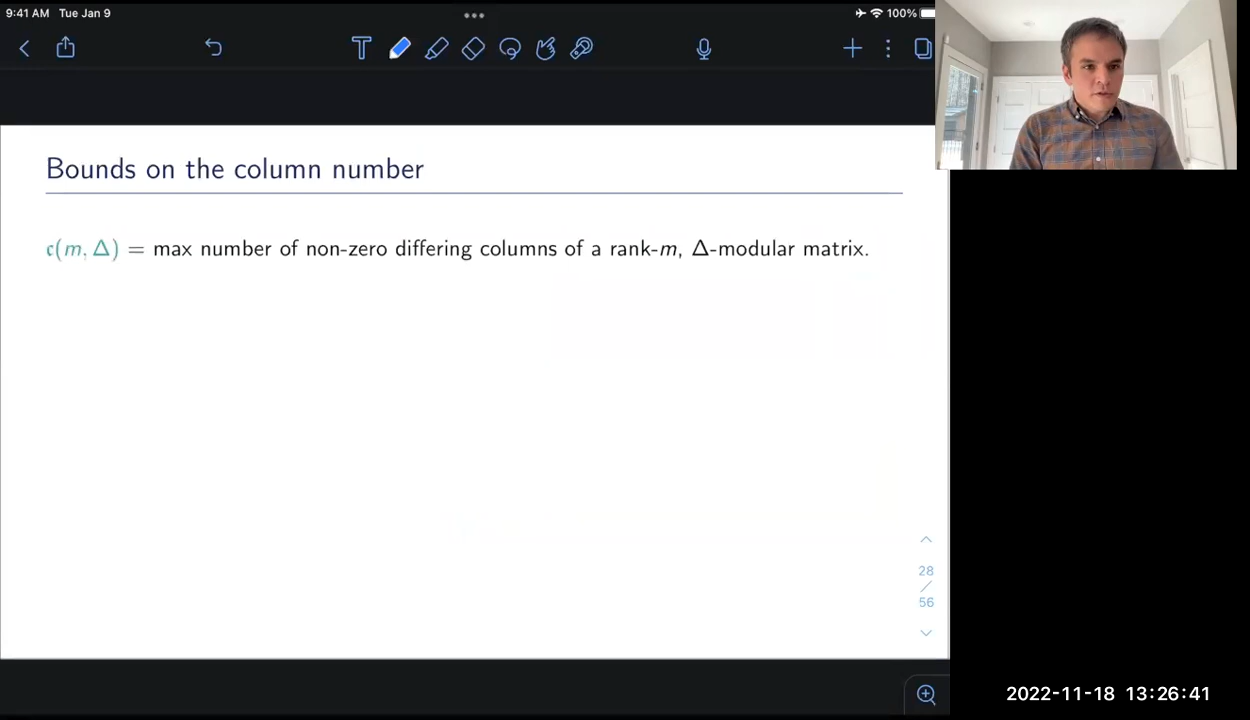 9:41 AM Tue Jan 9
100%
T
Bounds on the column number
𝔠(m, Δ) = max number of non-zero differing columns of a rank-m, Δ-modular matrix.
28
/
56
2022-11-18 13:26:41